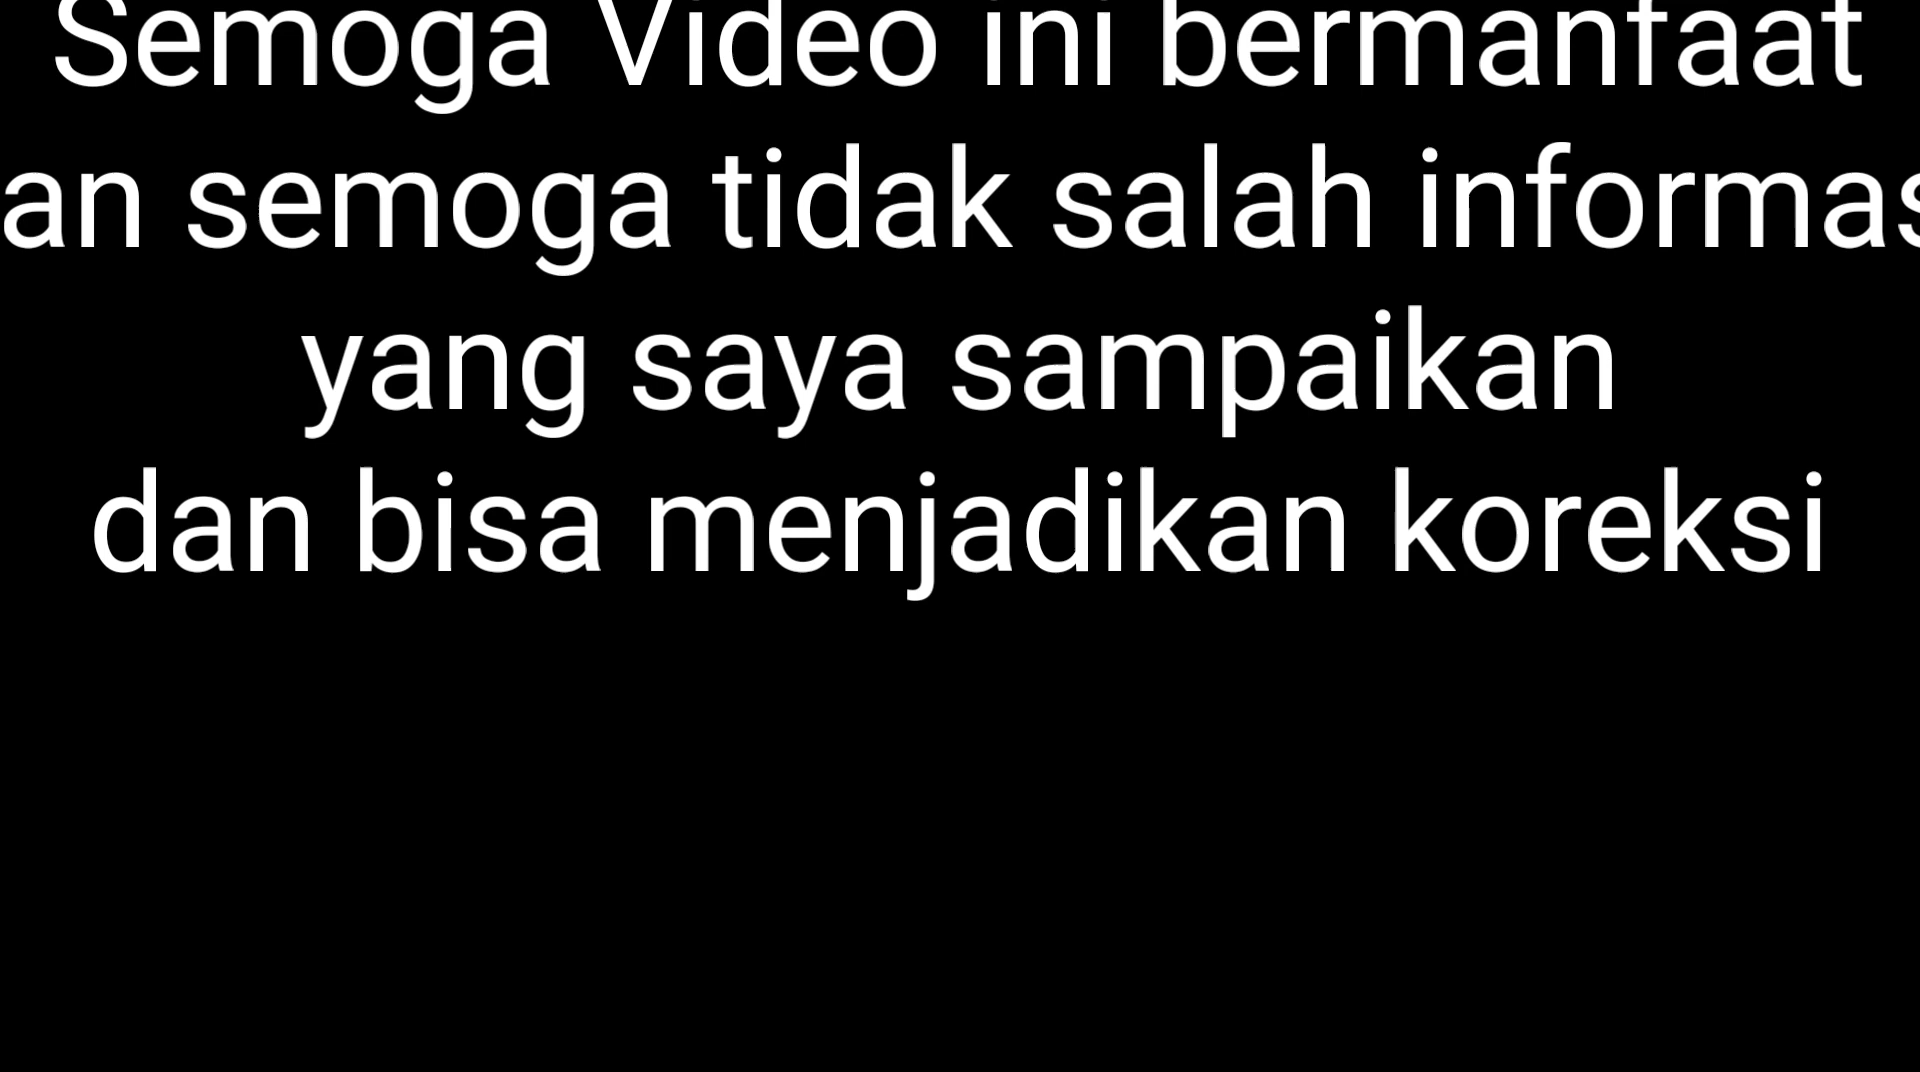 Semoga Video ini bermanfaat
an semoga tidak salah informas
yang saya sampaikan
dan bisa menjadikan koreksi